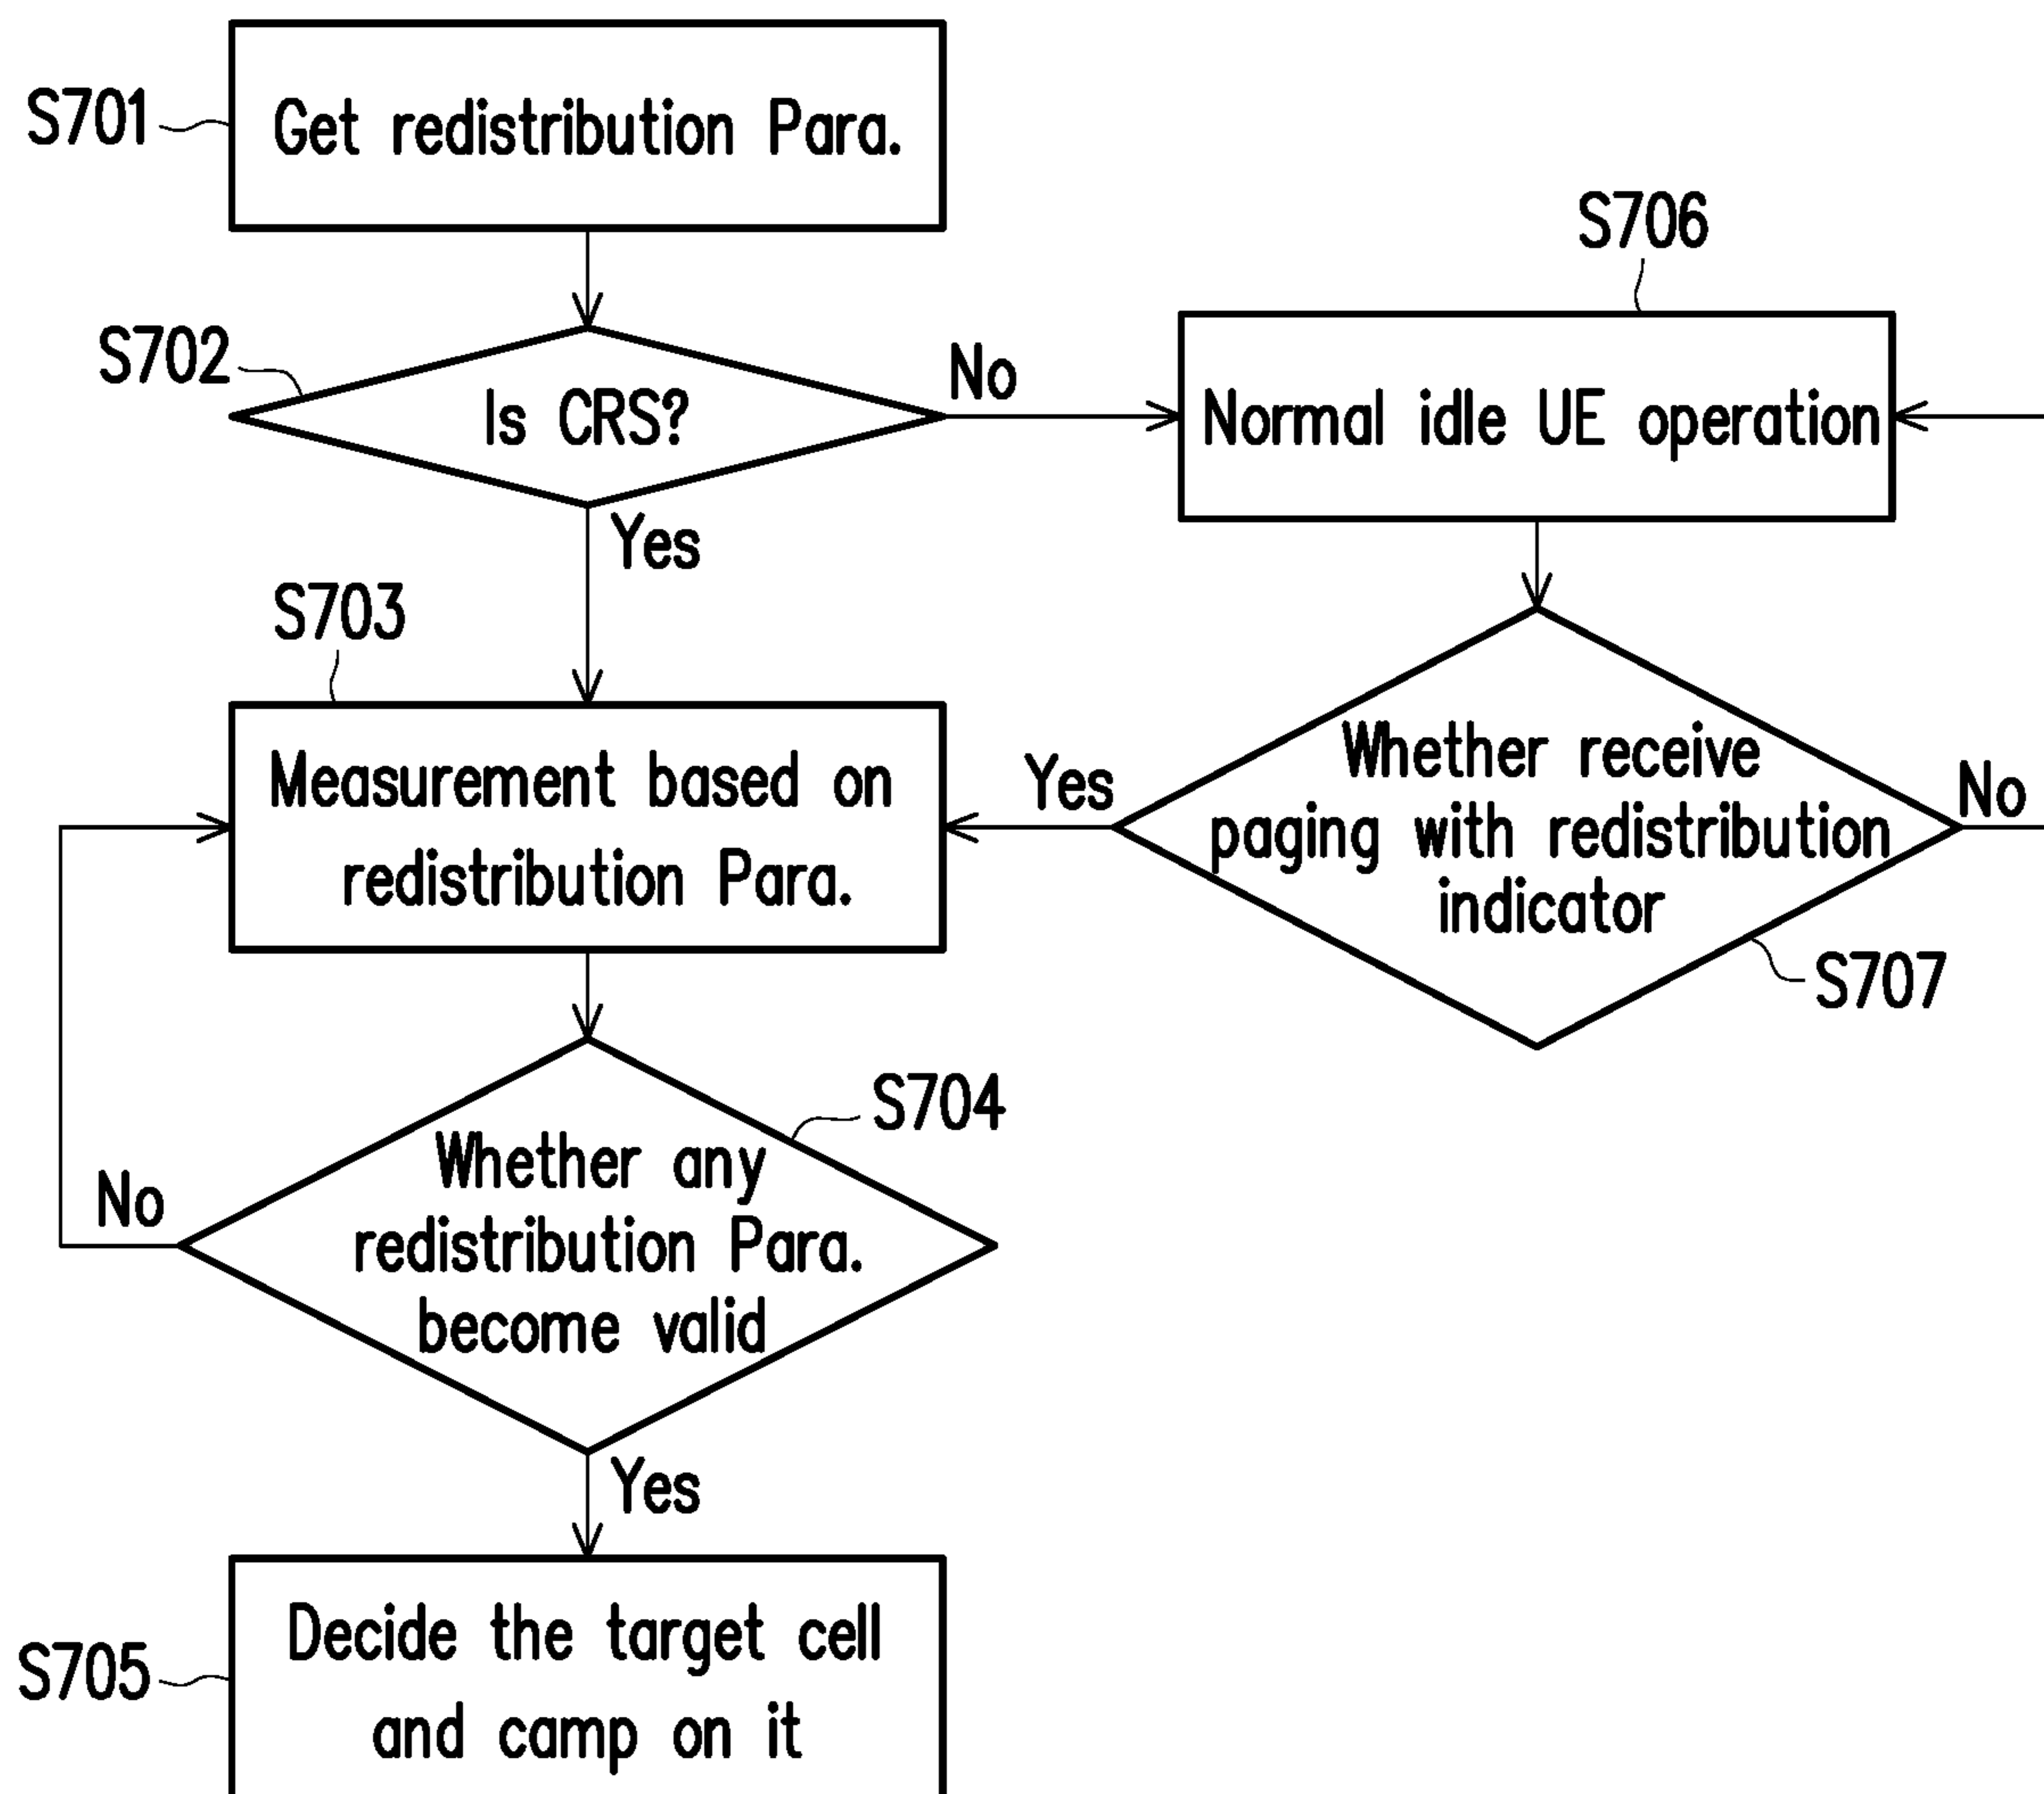 S701
Get redistribution Para.
S702
Is CRS?
No
Yes
S706
Normal idle UE operation
S703
Measurement based on
redistribution Para.
Yes
Whether receive
paging with redistribution
indicator
No
S707
S704
Whether any
redistribution Para.
become valid
No
Yes
S705
Decide the target cell
and camp on it